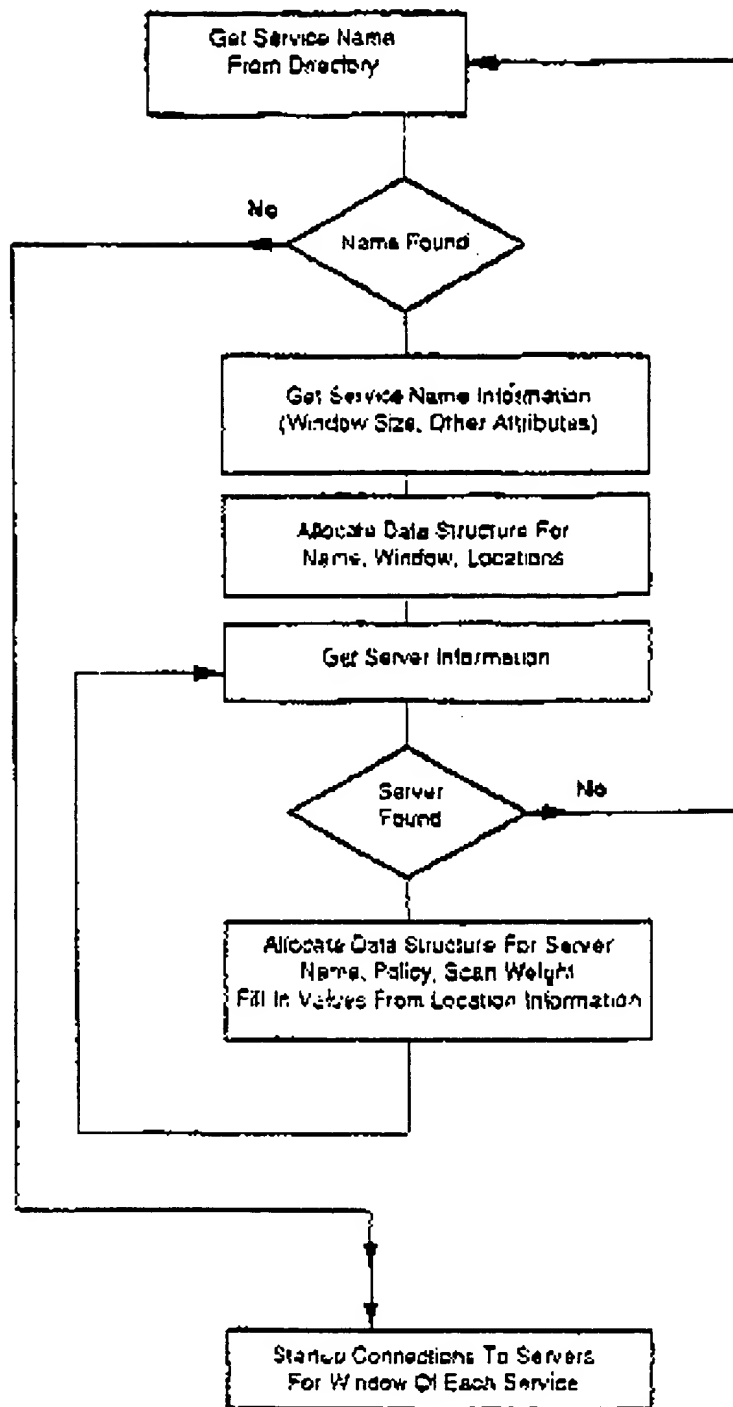 Get Service Name
From Directory
No
Name Found
Get Service Name Information
(Window Size, Other Attributes)
Allocate Data Structure For
Name, Window, Locations
Get Server Information
Server
Found
No
Allocate Data Structure For Server
Name, Policy, Scan Weight
Fill In Values From Location Information
Startup Connections To Servers
For Window Of Each Service